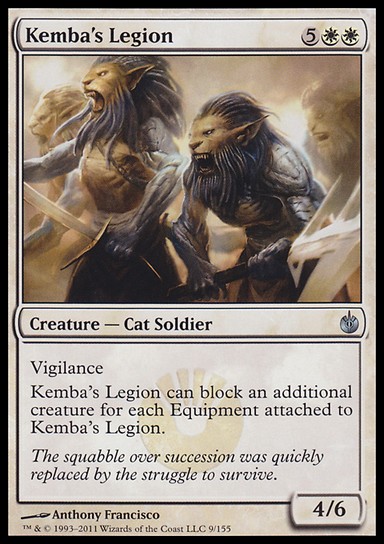 Kemba's Legion 5
Creature — Cat Soldier
Vigilance
Kemba's Legion can block an additional
creature for each Equipment attached to
Kemba's Legion.
The squabble over succession was quickly
replaced by the struggle to survive.
Anthony Francisco
4/6
™ & © 1993–2011 Wizards of the Coast LLC 9/155